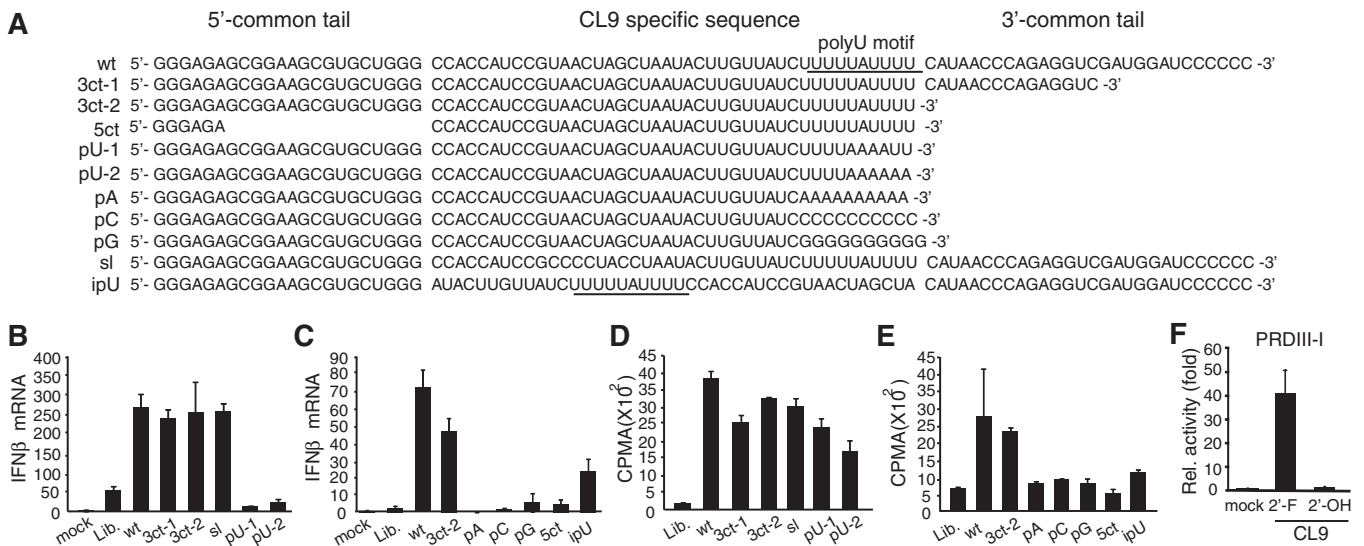 A
5'-common tail CL9 specific sequence 3'-common tail
polyU motif
wt 5'- GGGAGAGCGGAAGCGUGCUGGG CCACCAUCCGUAACUAGCUAAUACUUGUUAUCUUUUUAUUUU CAUAACCCAGAGGUCGAUGGAUCCCCCC -3'
3ct-1 5'- GGGAGAGCGGAAGCGUGCUGGG CCACCAUCCGUAACUAGCUAAUACUUGUUAUCUUUUUAUUUU CAUAACCCAGAGGUC -3'
3ct-2 5'- GGGAGAGCGGAAGCGUGCUGGG CCACCAUCCGUAACUAGCUAAUACUUGUUAUCUUUUUAUUUU -3'
5ct 5'- GGGAGA CCACCAUCCGUAACUAGCUAAUACUUGUUAUCUUUUUAUUUU -3'
pU-1 5'- GGGAGAGCGGAAGCGUGCUGGG CCACCAUCCGUAACUAGCUAAUACUUGUUAUCUUUUAAAAUU -3'
pU-2 5'- GGGAGAGCGGAAGCGUGCUGGG CCACCAUCCGUAACUAGCUAAUACUUGUUAUCUUUUAAAAAA -3'
pA 5'- GGGAGAGCGGAAGCGUGCUGGG CCACCAUCCGUAACUAGCUAAUACUUGUUAUCAAAAAAAAAA -3'
pC 5'- GGGAGAGCGGAAGCGUGCUGGG CCACCAUCCGUAACUAGCUAAUACUUGUUAUCCCCCCCCCCC -3'
pG 5'- GGGAGAGCGGAAGCGUGCUGGG CCACCAUCCGUAACUAGCUAAUACUUGUUAUCGGGGGGGGGG -3'
sl 5'- GGGAGAGCGGAAGCGUGCUGGG CCACCAUCCGCCCCUACCUAAUACUUGUUAUCUUUUUAUUUU CAUAACCCAGAGGUCGAUGGAUCCCCCC -3'
ipU 5'- GGGAGAGCGGAAGCGUGCUGGG AUACUUGUUAUCUUUUUAUUUUCCACCAUCCGUAACUAGCUA CAUAACCCAGAGGUCGAUGGAUCCCCCC -3'
B
IFNβ mRNA
400
350
300
250
200
150
100
50
0
mock Lib. wt 3ct-1 3ct-2 sl pU-1 pU-2
C
IFNβ mRNA
90
80
70
60
50
40
30
20
10
0
mock Lib. wt 3ct-2 pA pC pG 5ct ipU
D
CPMA(X10²)
45
40
35
30
25
20
15
10
5
0
Lib. wt 3ct-1 3ct-2 sl pU-1 pU-2
E
CPMA(X10²)
45
40
35
30
25
20
15
10
5
0
Lib. wt 3ct-2 pA pC pG 5ct ipU
F
PRDIII-I
Rel. activity (fold)
60
50
40
30
20
10
0
mock 2'-F 2'-OH
CL9